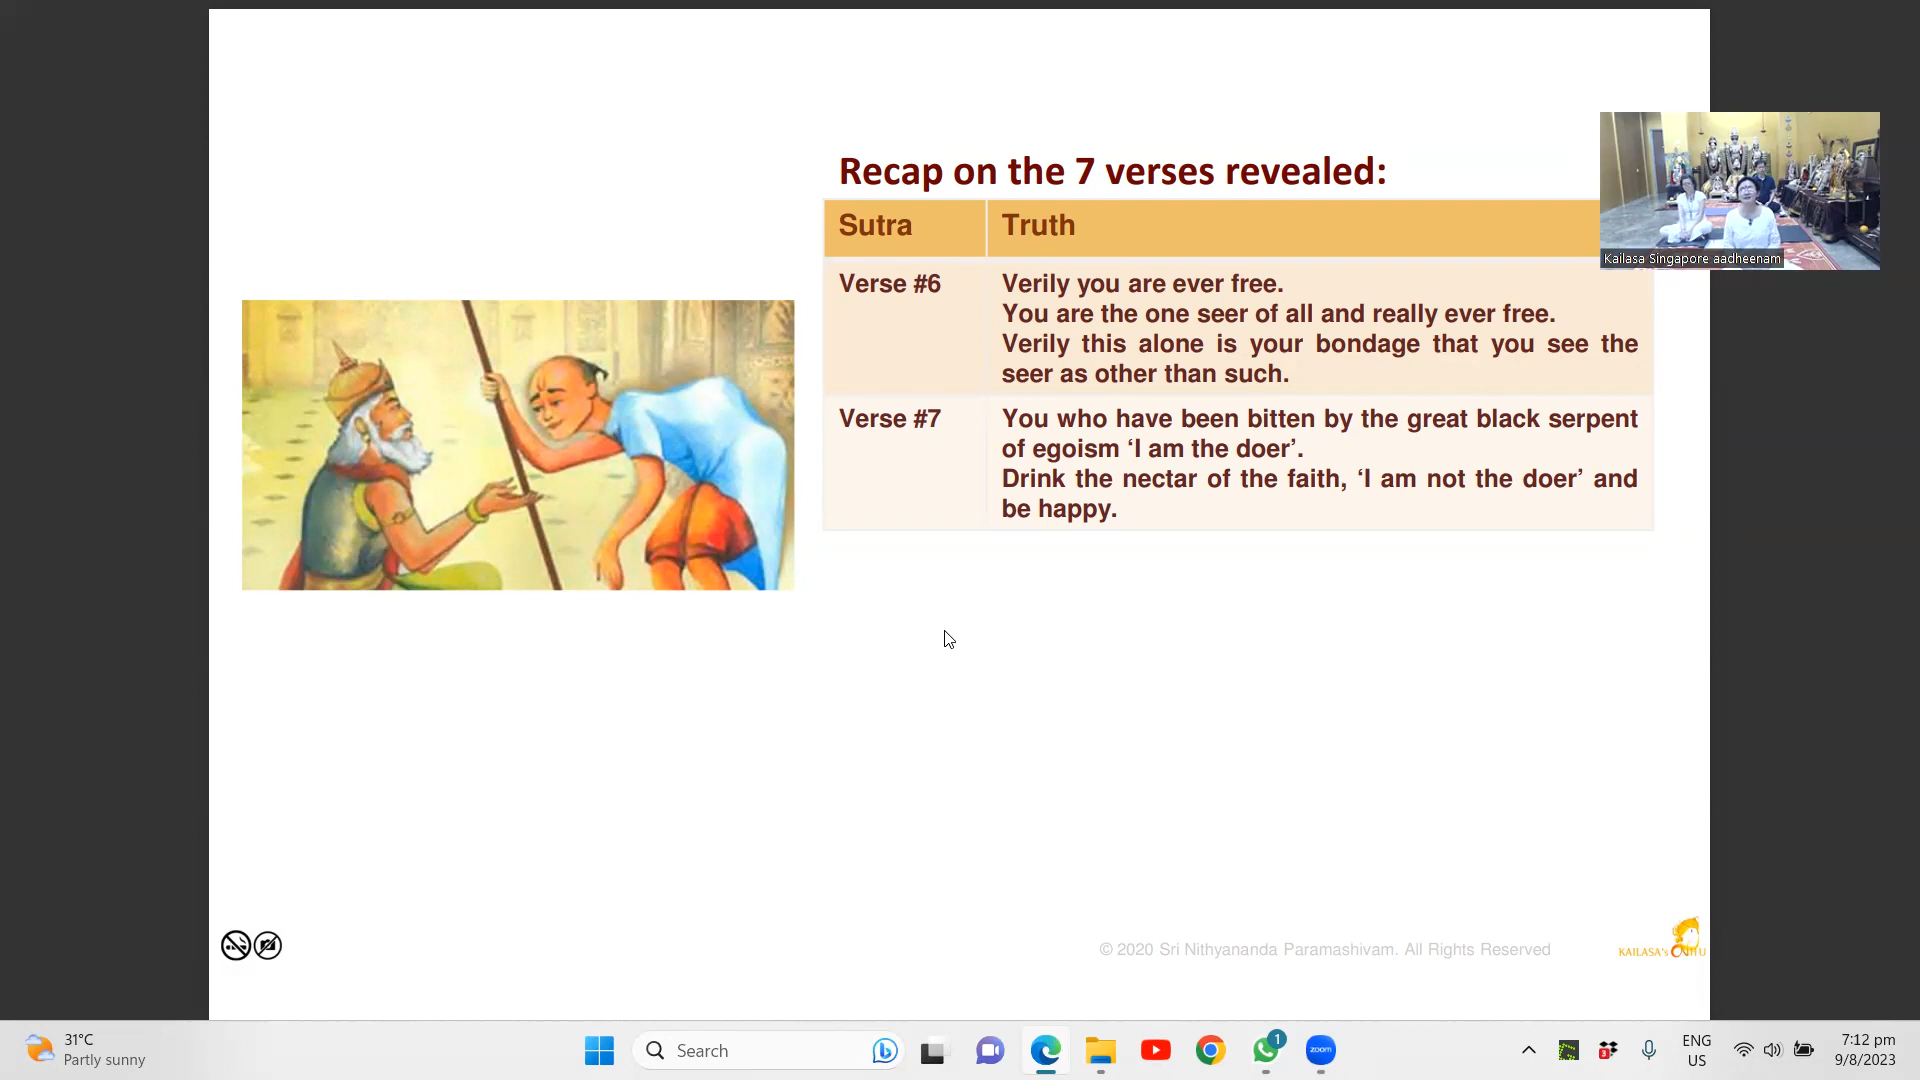 Recap on the 7 verses revealed:
Sutra
Truth
Verse #6
Verily you are ever free.
You are the one seer of all and really ever free.
Verily this alone is your bondage that you see the
seer as other than such.
Verse #7
You who have been bitten by the great black serpent
of egoism ‘I am the doer’.
Drink the nectar of the faith, ‘I am not the doer’ and
be happy.
Kailasa Singapore aadheenam
© 2020 Sri Nithyananda Paramashivam. All Rights Reserved
KAILASA's
31°C
Partly sunny
Search
1
zoom
3
ENG
US
7:12 pm
9/8/2023